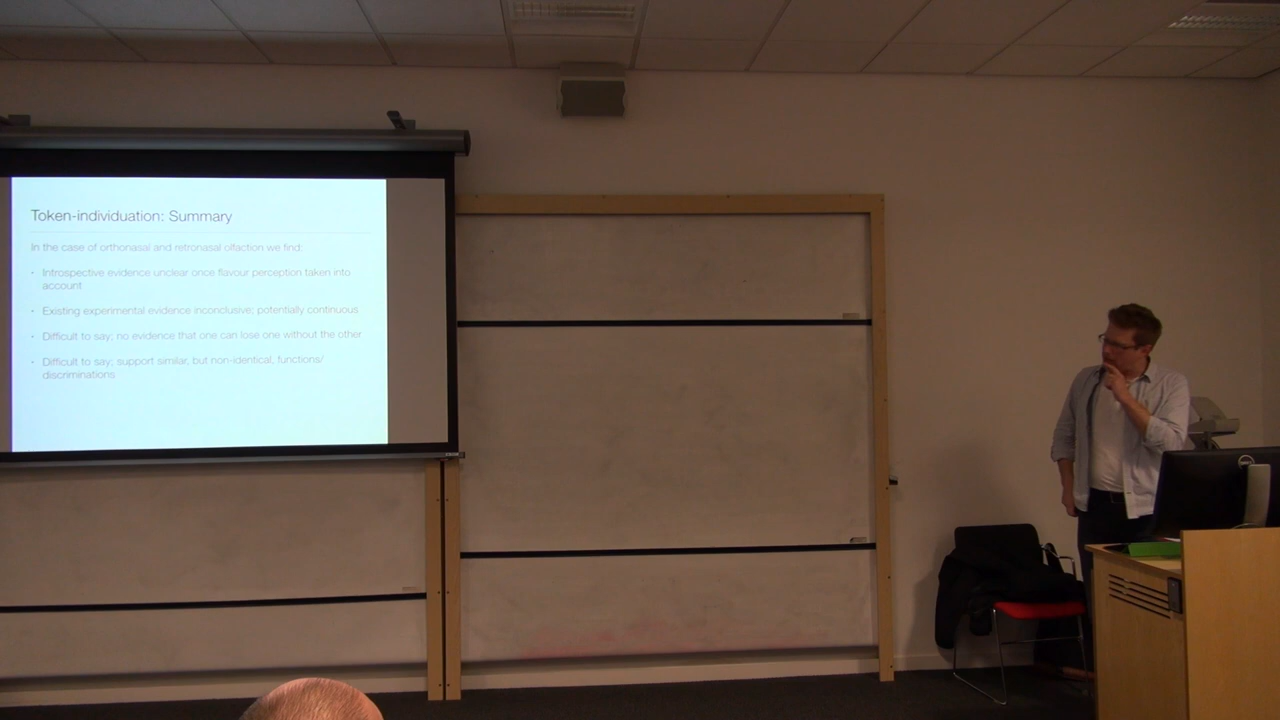 Token-individuation: Summary
In the case of orthonasal and retronasal olfaction we find:
· Introspective evidence unclear once flavour perception taken into
account
· Existing experimental evidence inconclusive; potentially continuous
· Difficult to say; no evidence that one can lose one without the other
· Difficult to say; support similar, but non-identical, functions/
discriminations